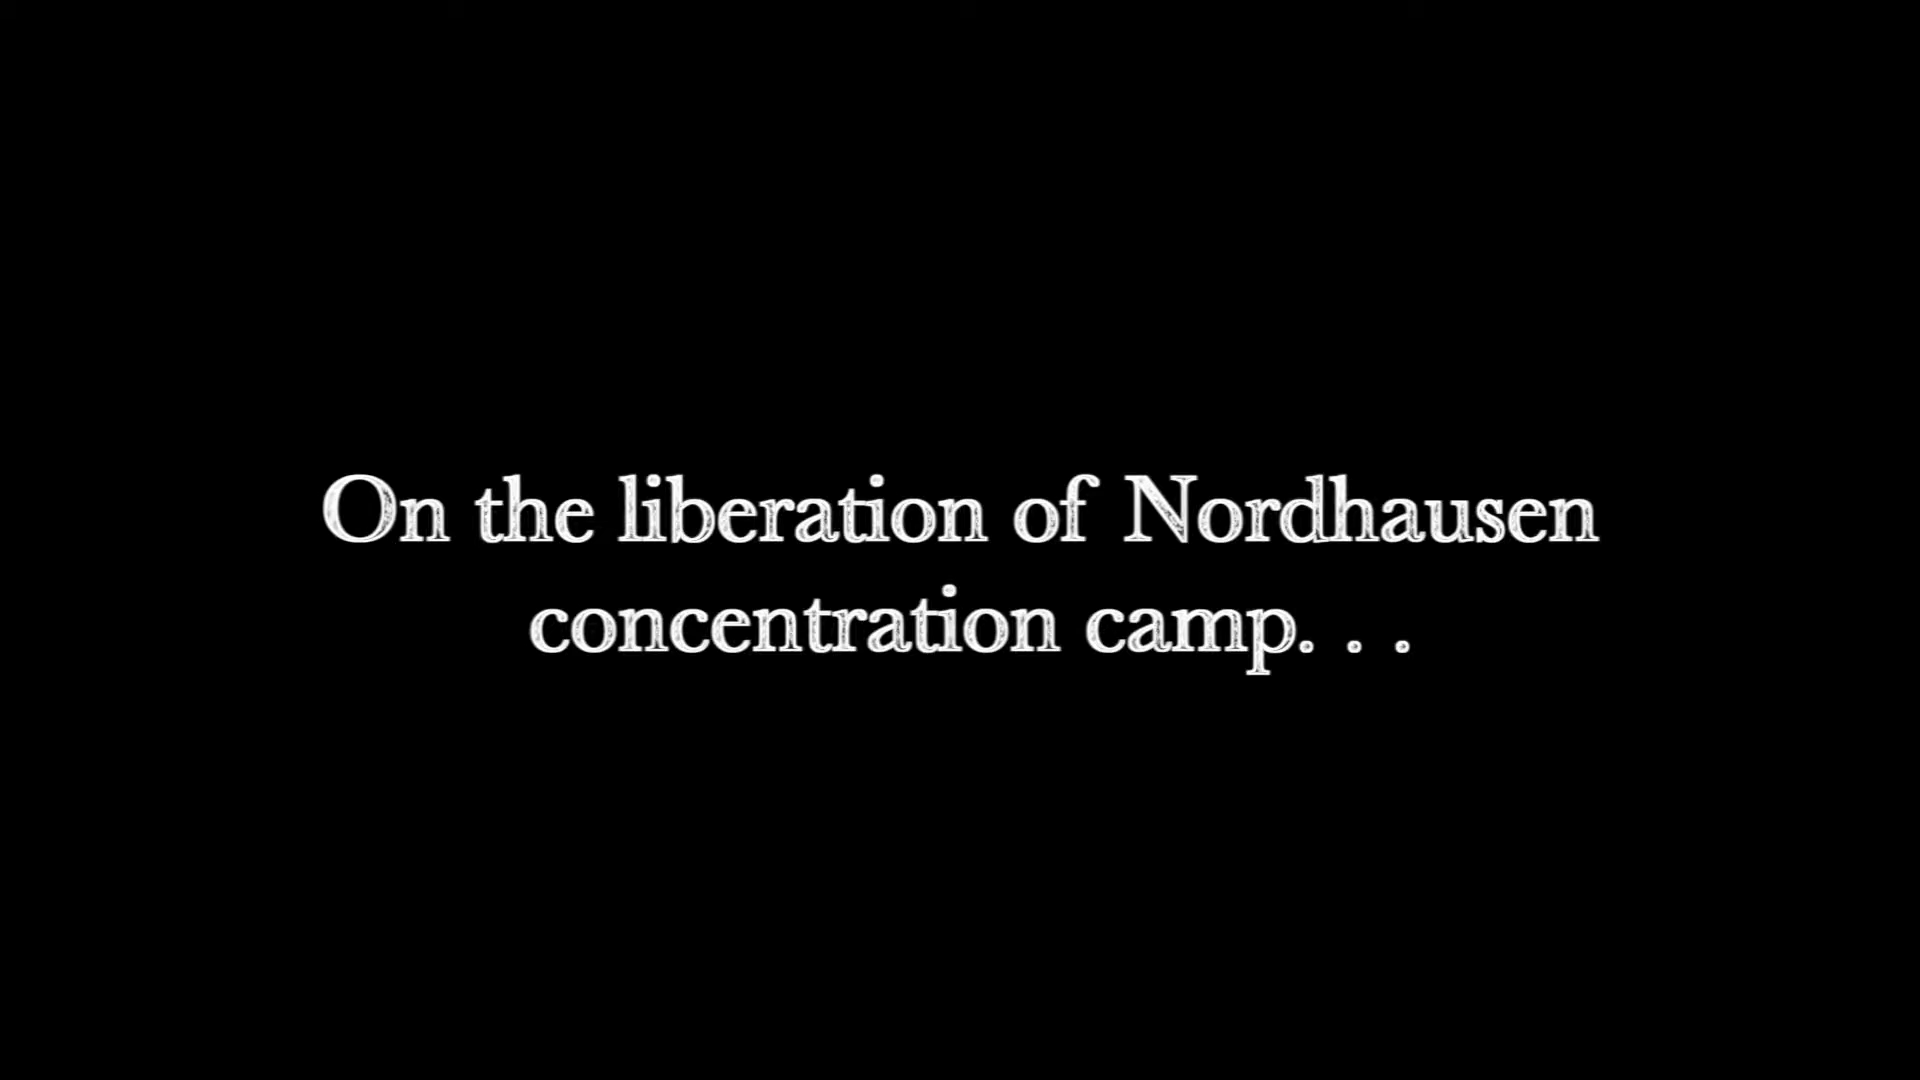 On the liberation of Nordhausen
concentration camp. . .